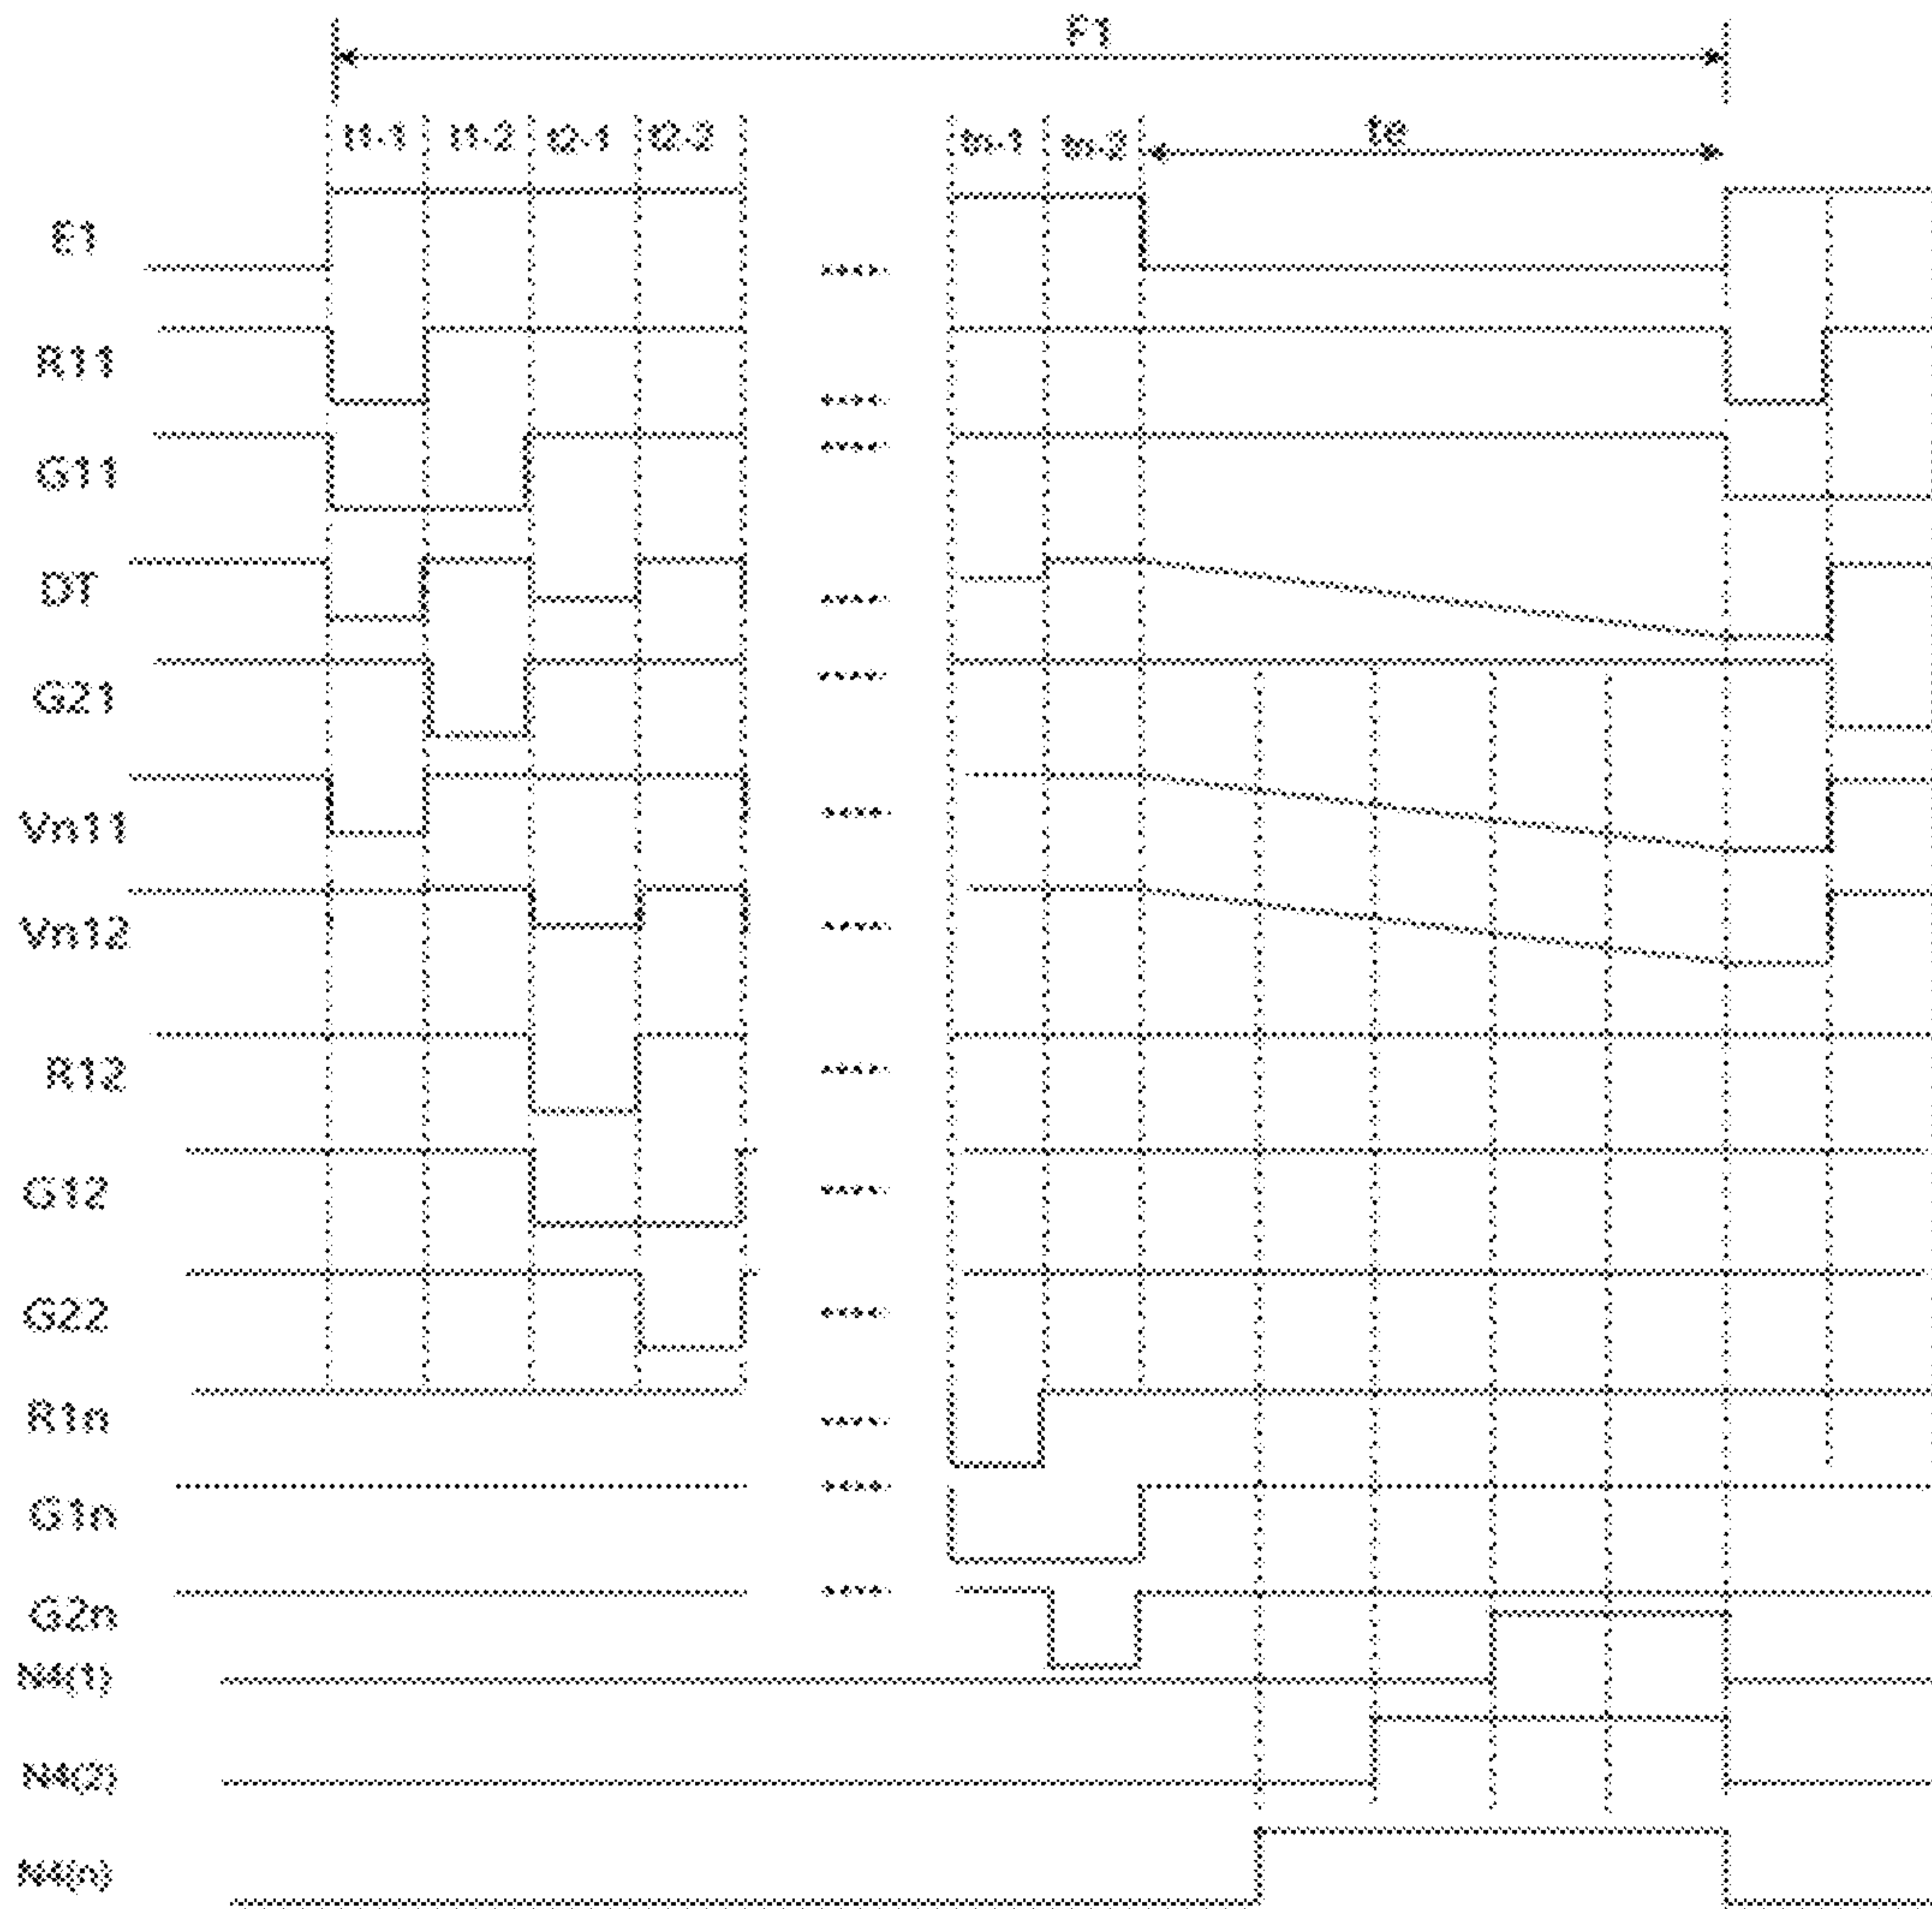 F1
t1-1 t1-2 t2-1 t2-2 tn-1 tn-2 te
E1
R11
G11
DT
G21
Vn11
Vn12
R12
G12
G22
R1n
G1n
G2n
N4(1)
N4(2)
N4(n)